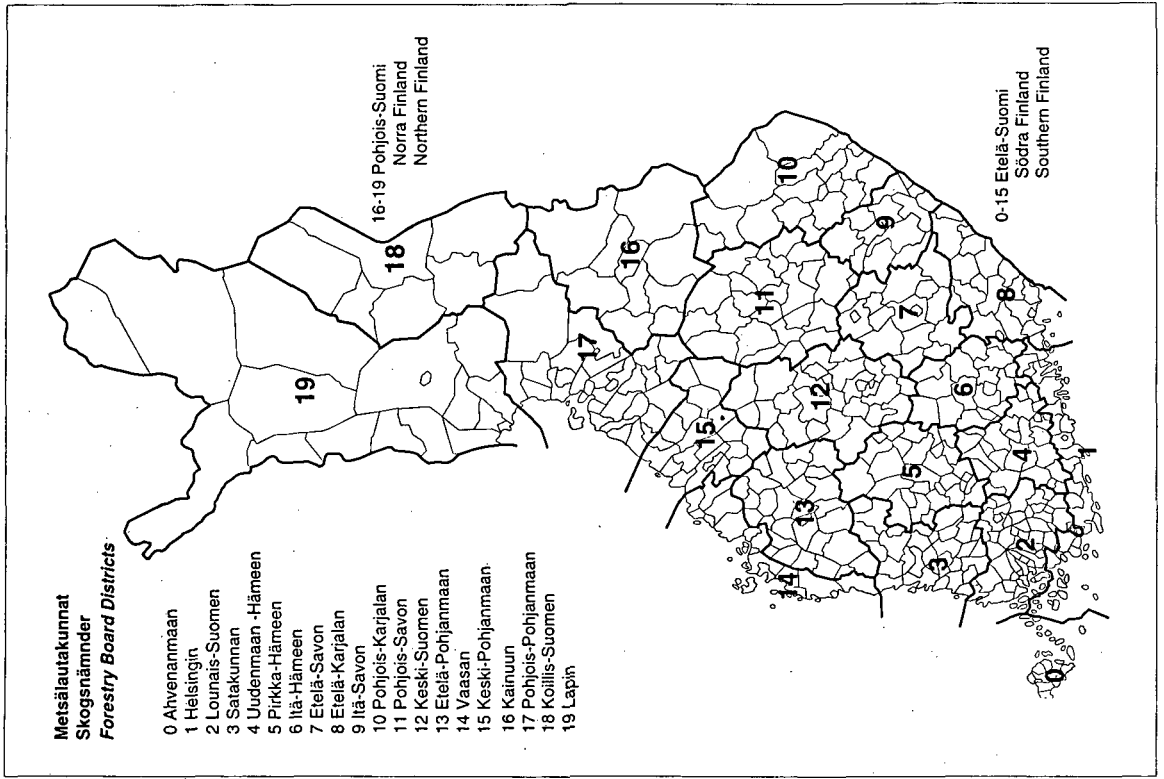 Metsälautakunnat
Skogsnämnder
Forestry Board Districts
0 Ahvenanmaan
1 Helsingin
2 Lounais-Suomen
3 Satakunnan
4 Uudenmaan -Hämeen
5 Pirkka-Hämeen
6 Itä-Hämeen
7 Etelä-Savon
8 Etelä-Karjalan
9 Itä-Savon
10 Pohjois-Karjalan
11 Pohjois-Savon
12 Keski-Suomen
13 Etelä-Pohjanmaan
14 Vaasan
15 Keski-Pohjanmaan
16 Kainuun
17 Pohjois-Pohjanmaan
18 Koillis-Suomen
19 Lapin
16-19 Pohjois-Suomi
Norra Finland
Northern Finland
0-15 Etelä-Suomi
Södra Finland
Southern Finland
19
18
17
16
15
12
11
10
14
13
5
7
9
3
6
8
2
4
0
1